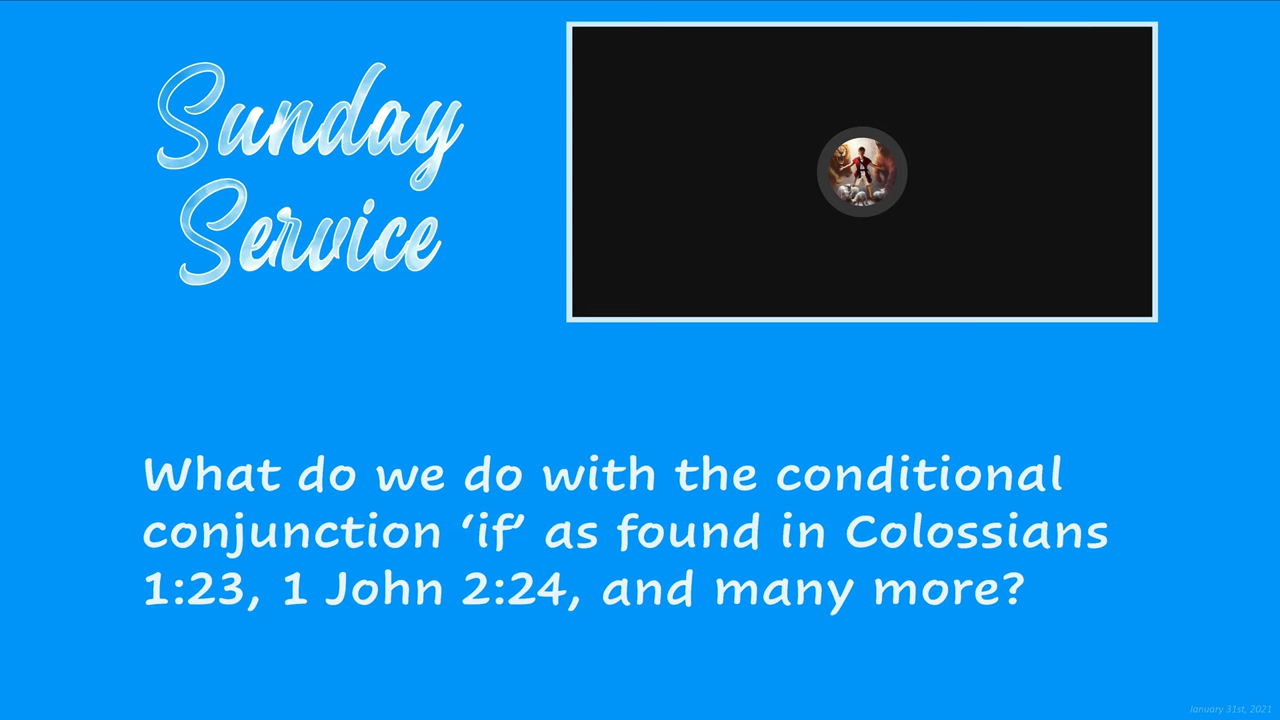 Sunday
Service
What do we do with the conditional
conjunction ‘if’ as found in Colossians
1:23, 1 John 2:24, and many more?
January 31st, 2021